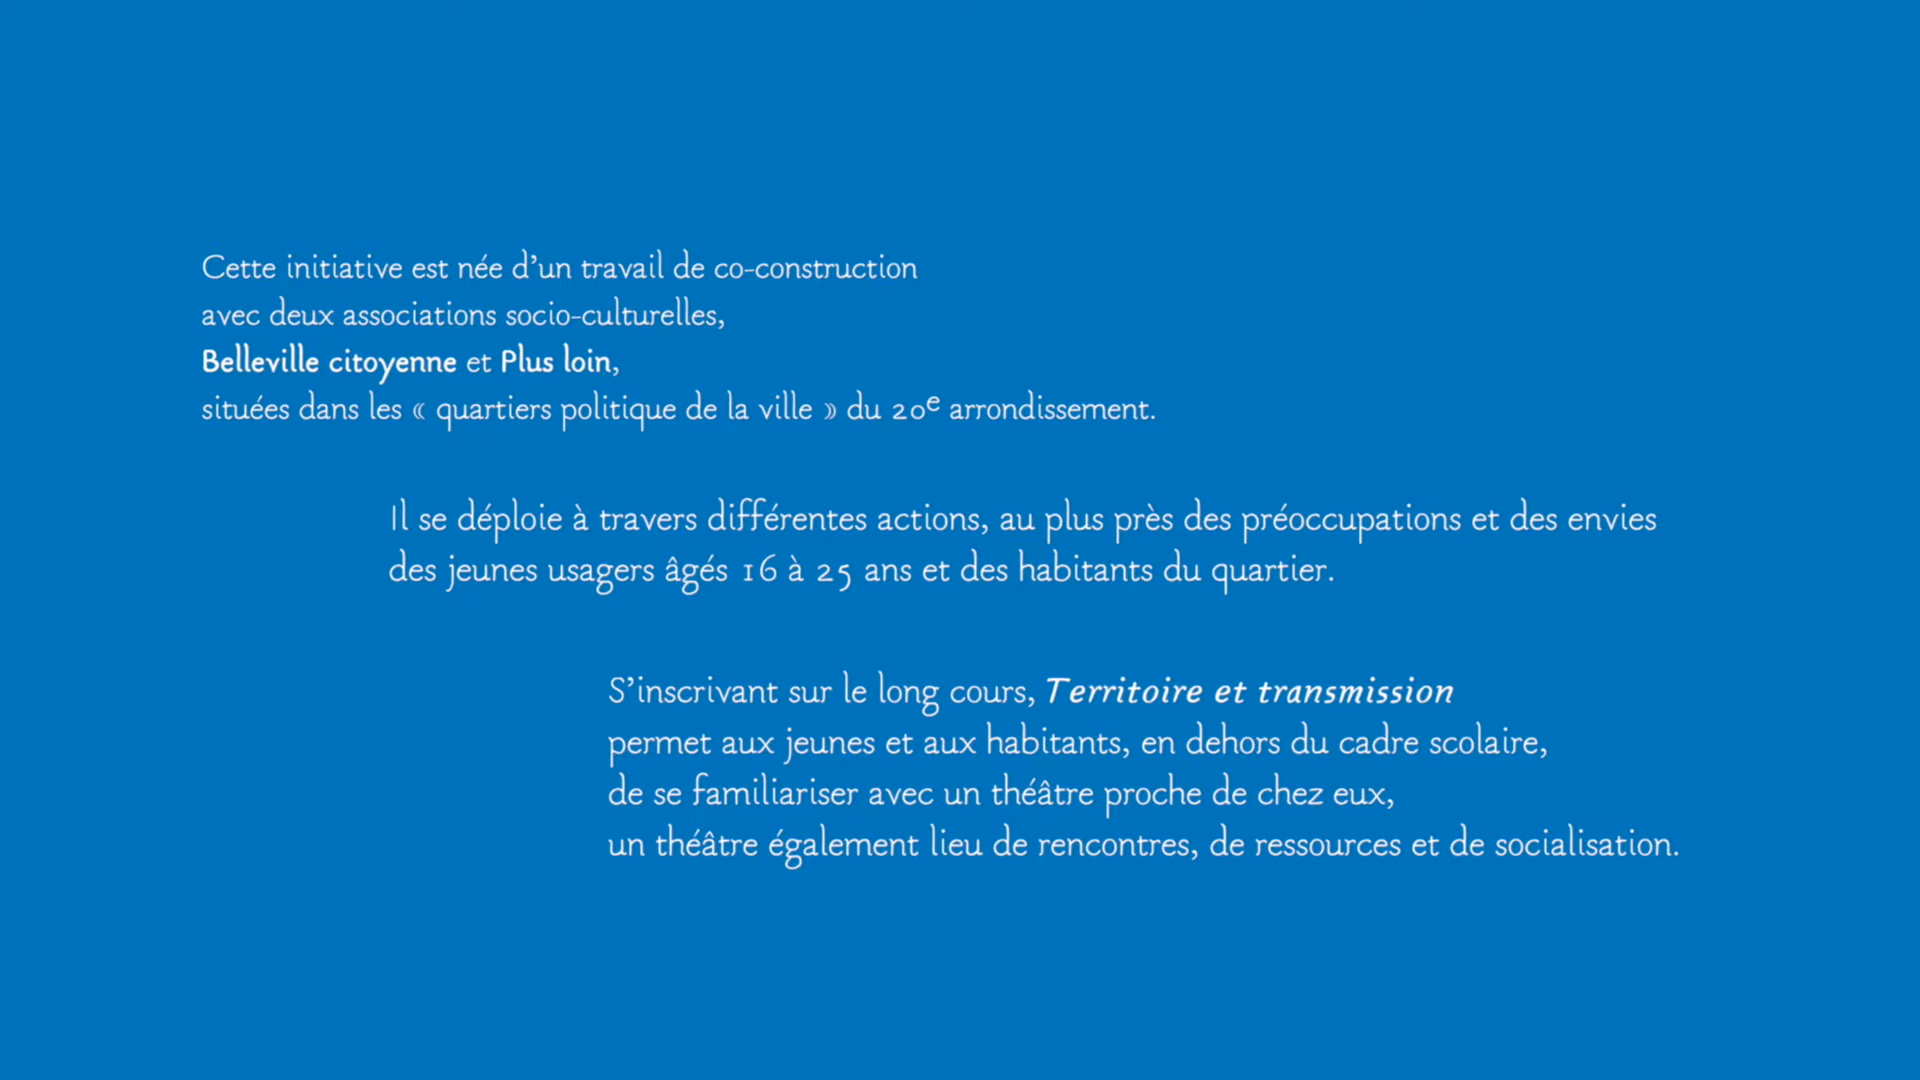 Cette initiative est née d’un travail de co-construction
avec deux associations socio-culturelles,
Belleville citoyenne et Plus loin,
situées dans les « quartiers politique de la ville » du 20e arrondissement.
Il se déploie à travers différentes actions, au plus près des préoccupations et des envies
des jeunes usagers âgés 16 à 25 ans et des habitants du quartier.
S’inscrivant sur le long cours, Territoire et transmission
permet aux jeunes et aux habitants, en dehors du cadre scolaire,
de se familiariser avec un théâtre proche de chez eux,
un théâtre également lieu de rencontres, de ressources et de socialisation.